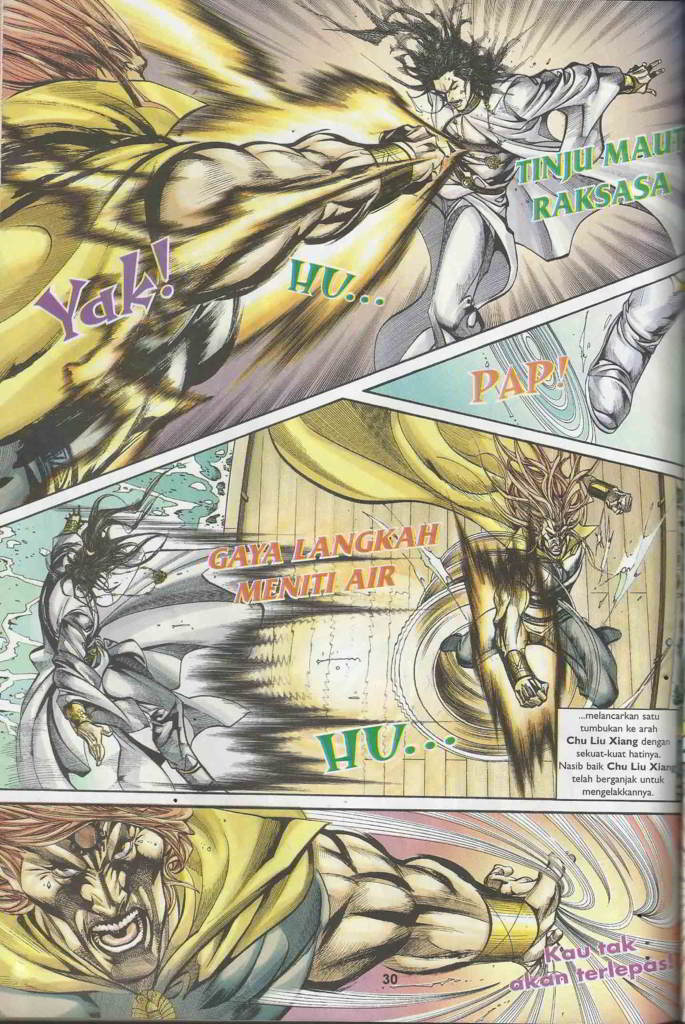 TINJU MAUT
RAKSASA
Yak!
HU...
PAP!
GAYA LANGKAH
MENITI AIR
HU...
...melancarkan satu
tumbukan ke arah
Chu Liu Xiang dengan
sekuat-kuat hatinya.
Nasib baik Chu Liu Xiang
telah berganjak untuk
mengelakkannya.
Kau tak
akan terlepas!
30